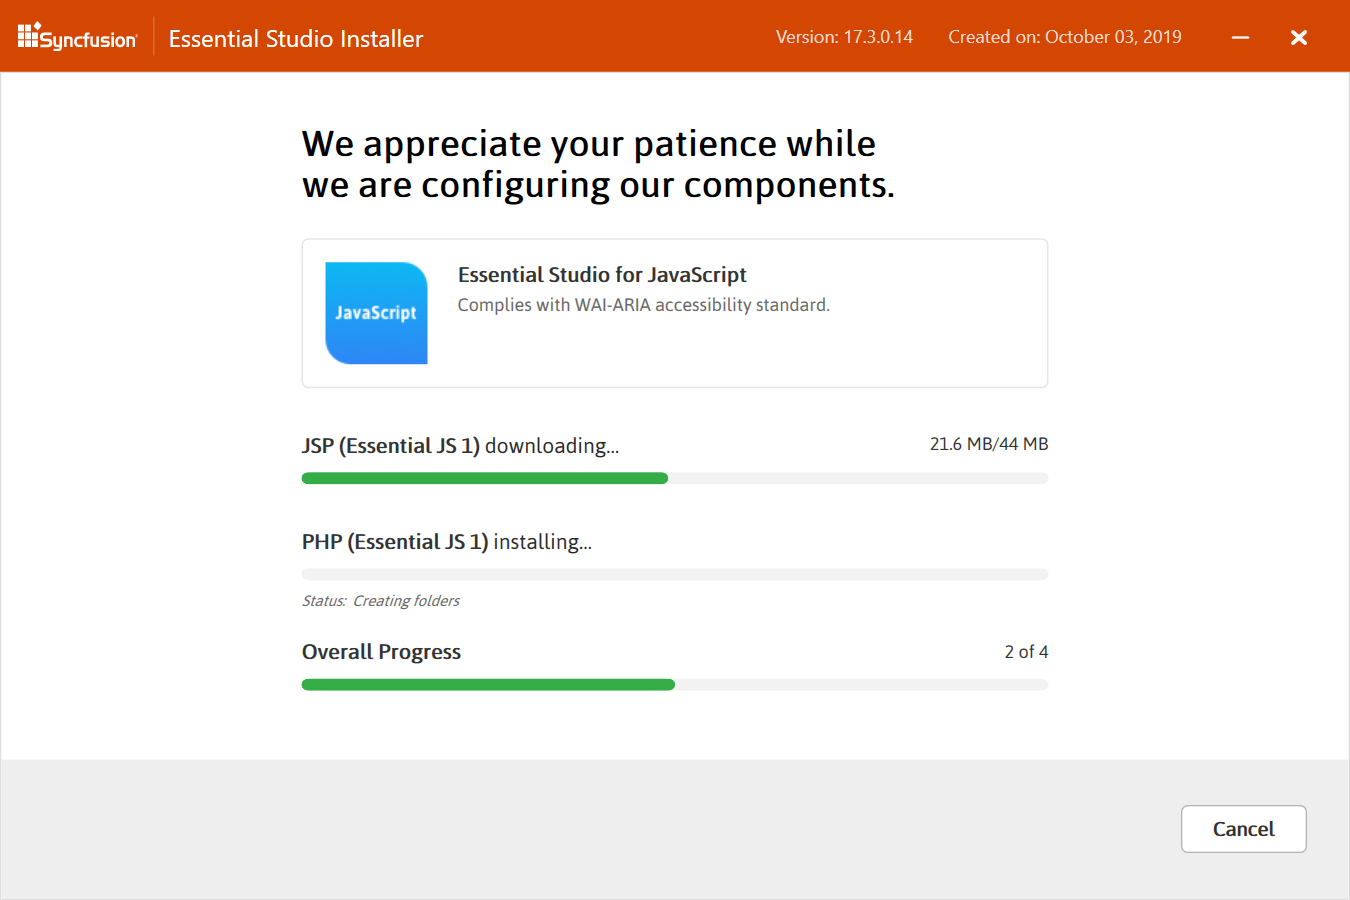 Syncfusion Essential Studio Installer Version: 17.3.0.14 Created on: October 03, 2019
We appreciate your patience while
we are configuring our components.
JavaScript
Essential Studio for JavaScript
Complies with WAI-ARIA accessibility standard.
JSP (Essential JS 1) downloading... 21.6 MB/44 MB
PHP (Essential JS 1) installing...
Status: Creating folders
Overall Progress 2 of 4
Cancel